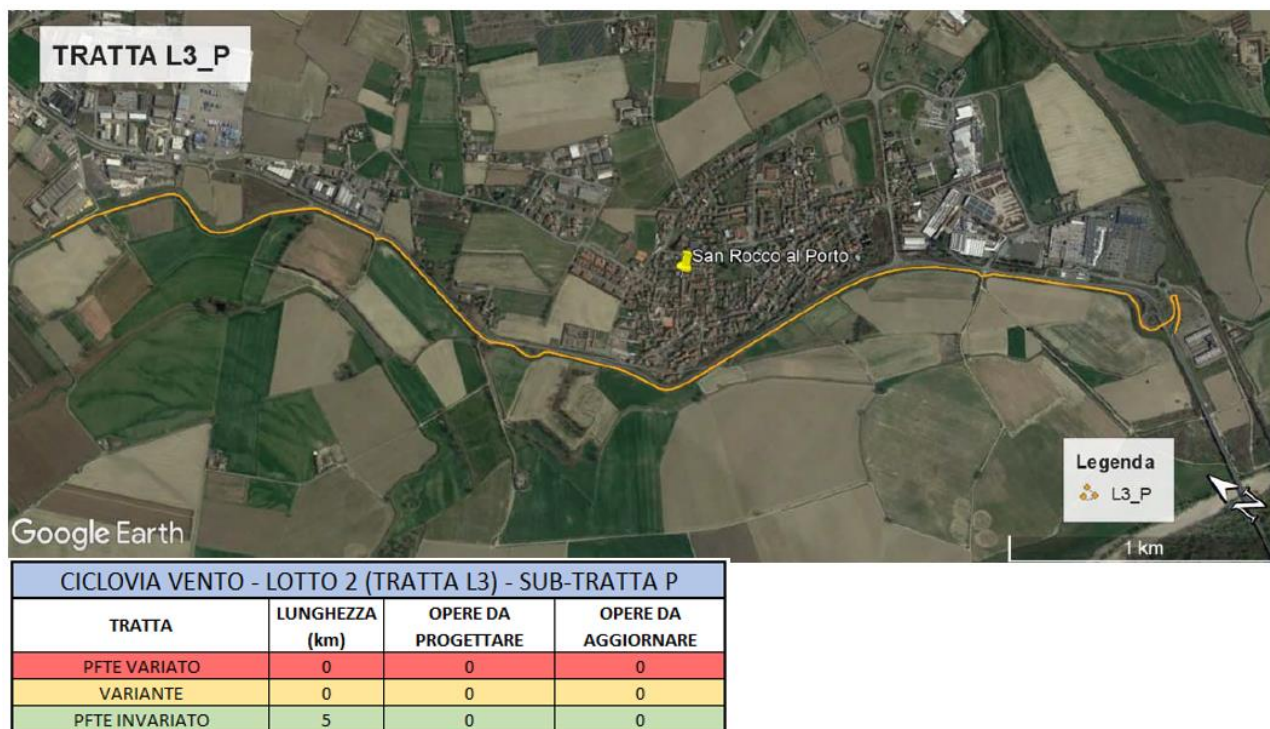 TRATTA L3_P
San Rocco al Porto
Legenda
L3_P
N
1 km
Google Earth
CICLOVIA VENTO - LOTTO 2 (TRATTA L3) - SUB-TRATTA P
TRATTA LUNGHEZZA (km) OPERE DA PROGETTARE OPERE DA AGGIORNARE
PFTE VARIATO 0 0 0
VARIANTE 0 0 0
PFTE INVARIATO 5 0 0